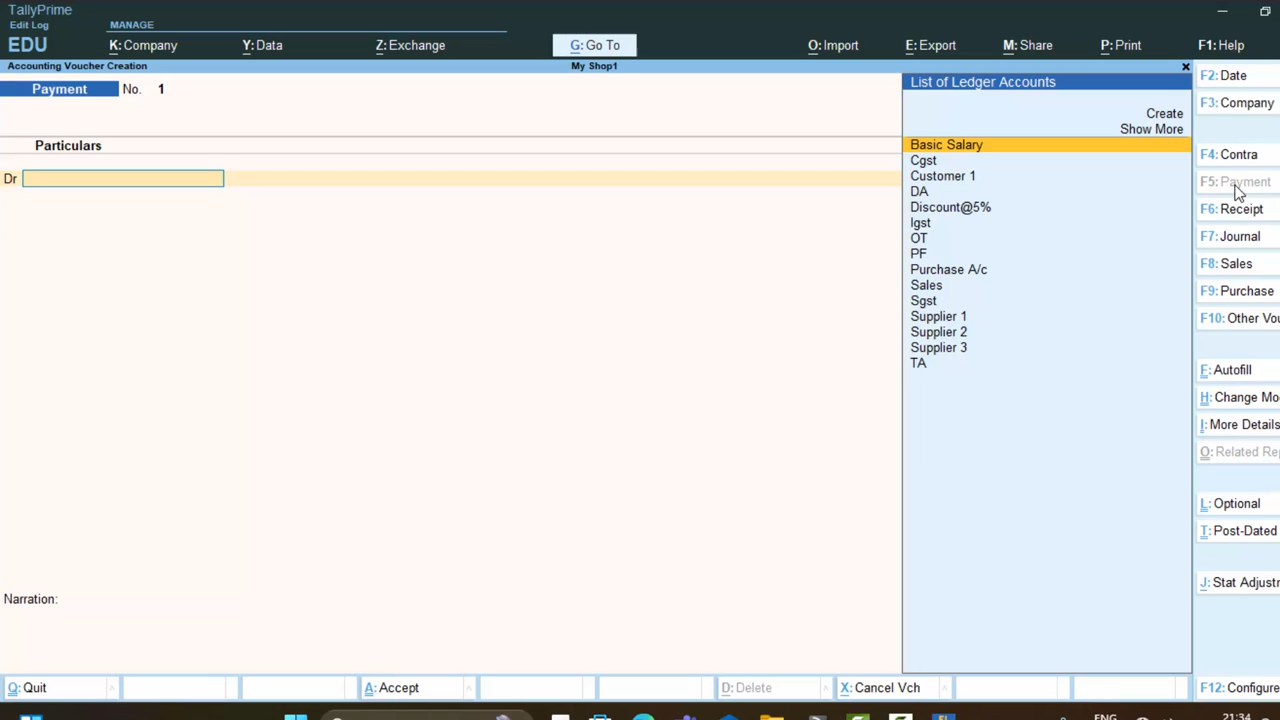 TallyPrime
Edit Log
EDU
MANAGE
K: Company
Y: Data
Z: Exchange
G: Go To
O: Import
E: Export
M: Share
P: Print
F1: Help
Accounting Voucher Creation
My Shop1
Payment
No. 1
Particulars
Dr
Narration:
List of Ledger Accounts
Create
Show More
Basic Salary
Cgst
Customer 1
DA
Discount@5%
Igst
OT
PF
Purchase A/c
Sales
Sgst
Supplier 1
Supplier 2
Supplier 3
TA
F2: Date
F3: Company
F4: Contra
F5: Payment
F6: Receipt
F7: Journal
F8: Sales
F9: Purchase
F10: Other Vou
F: Autofill
H: Change Mo
I: More Details
O: Related Rep
L: Optional
T: Post-Dated
J: Stat Adjustm
Q: Quit
A: Accept
D: Delete
X: Cancel Vch
F12: Configure
ENG
21:34